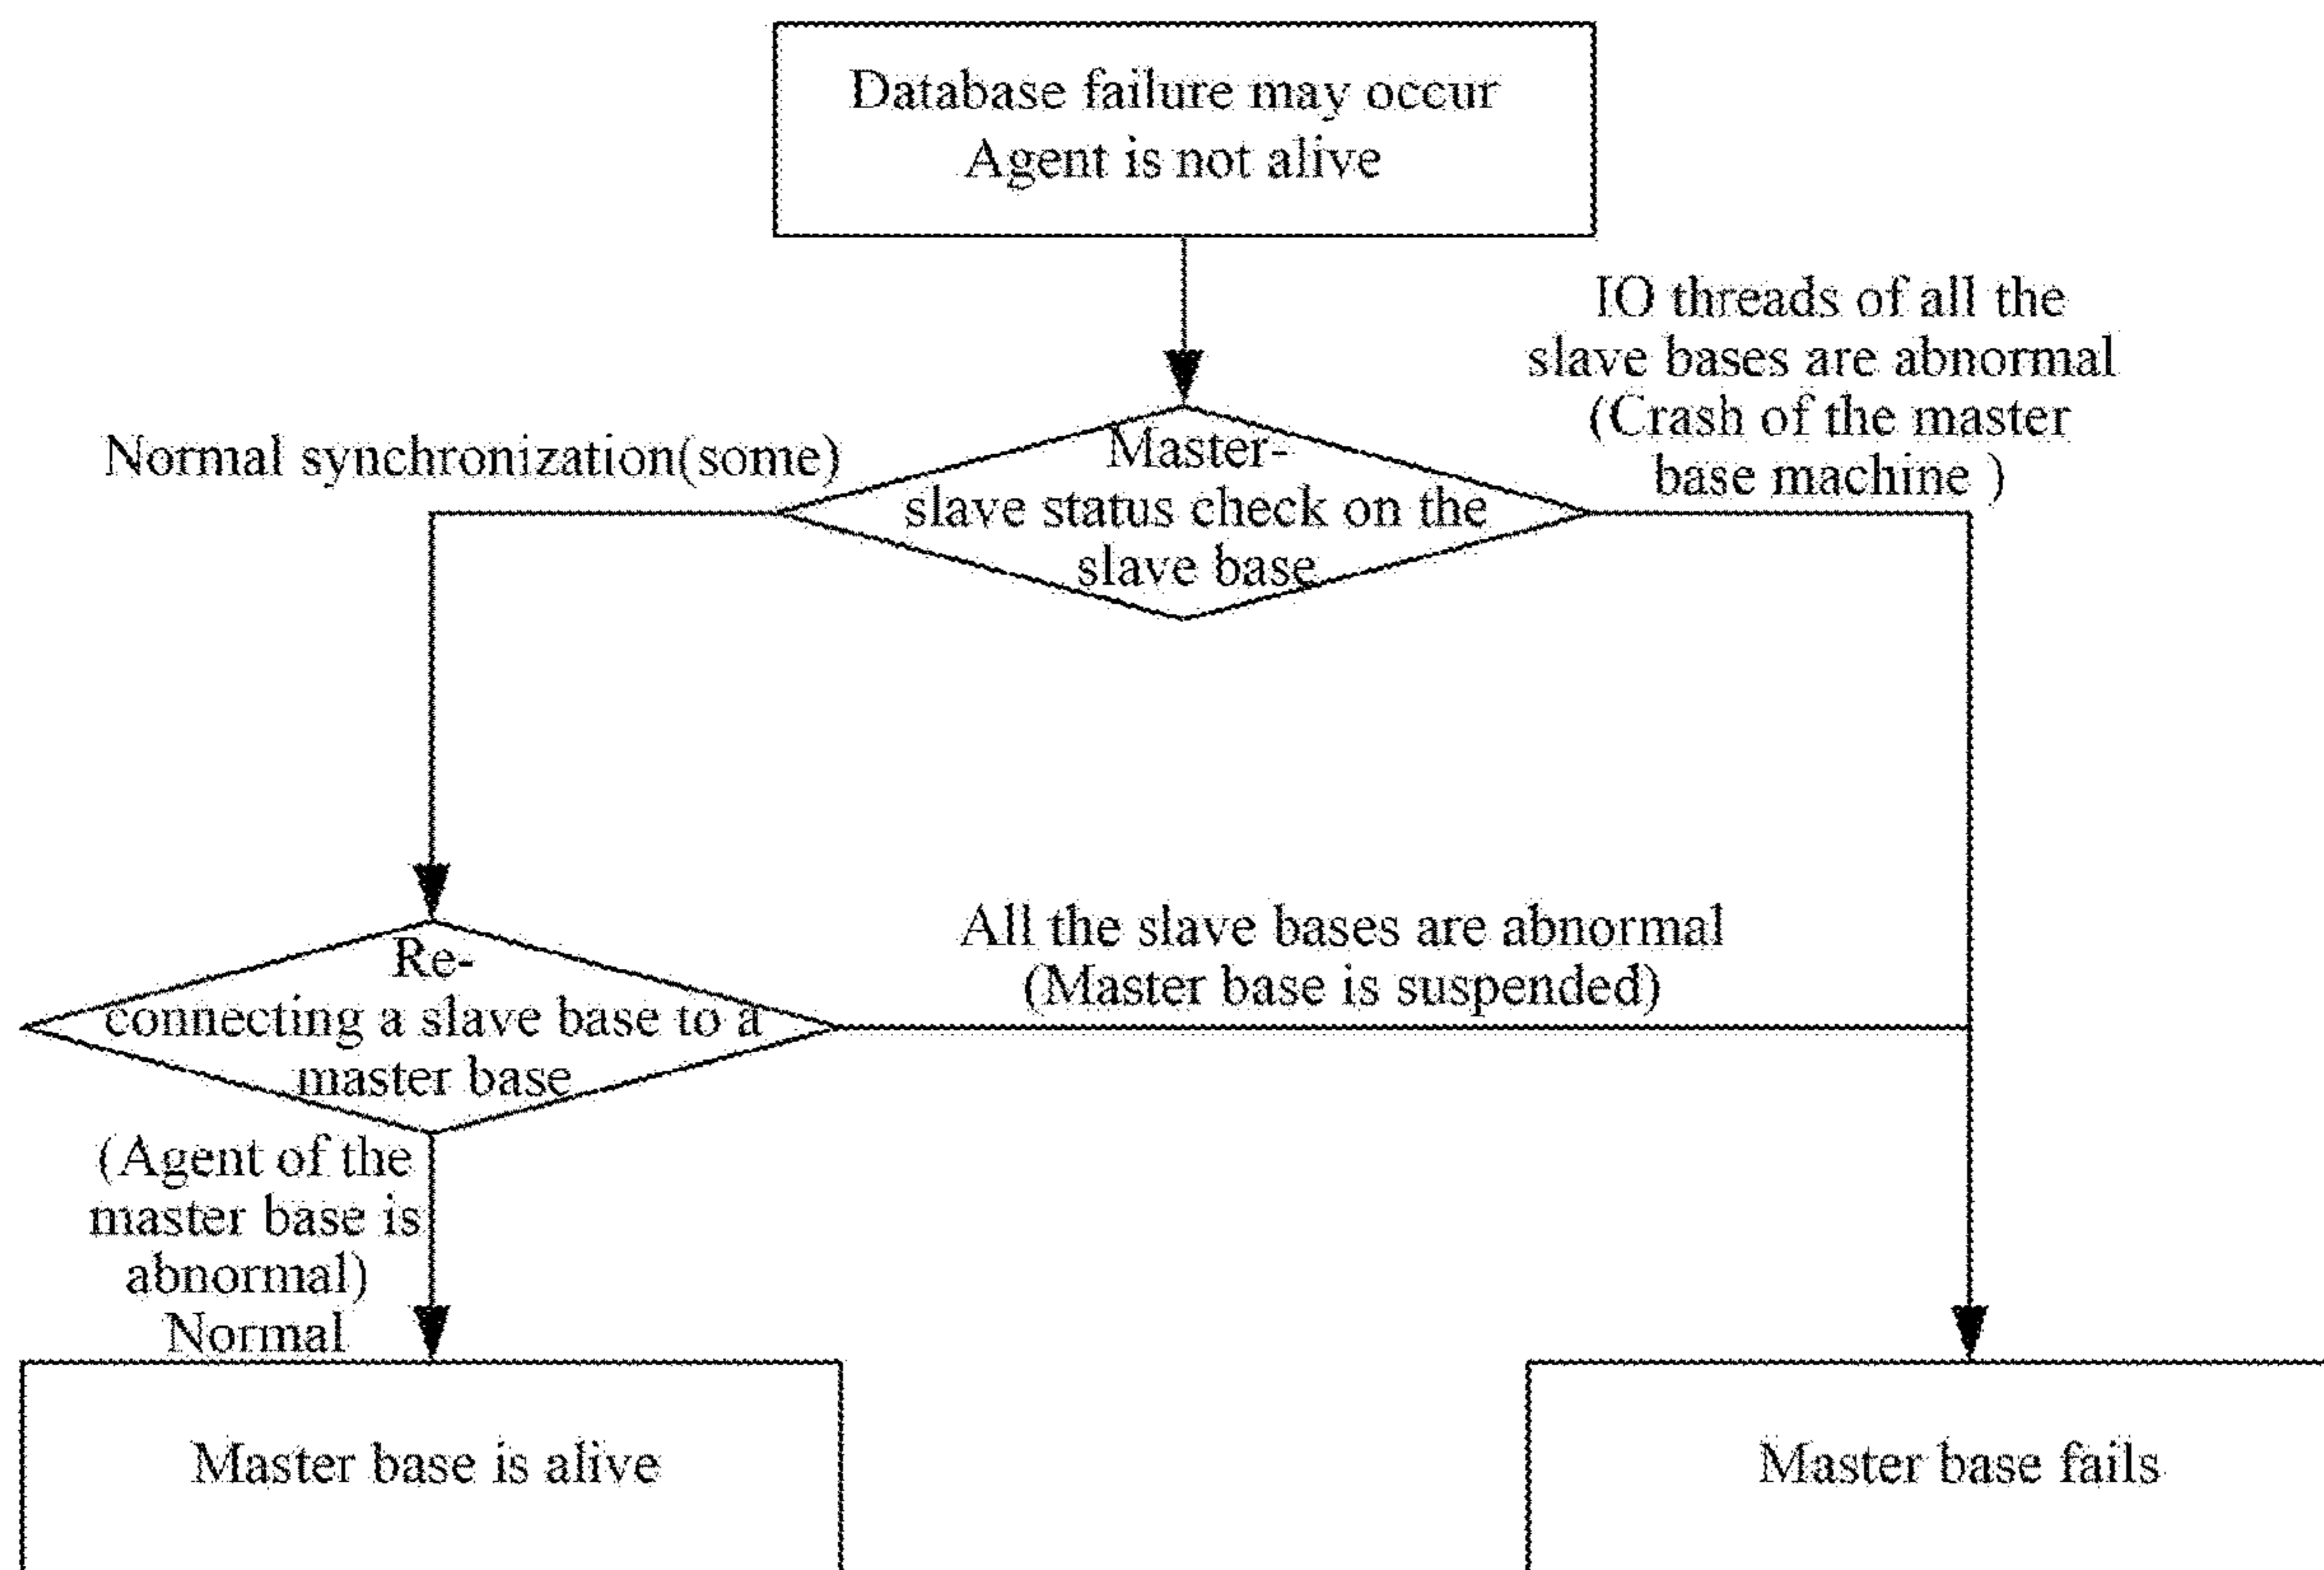 Database failure may occur
Agent is not alive
IO threads of all the
slave bases are abnormal
(Crash of the master
base machine )
Normal synchronization(some)
Master-
slave status check on the
slave base
All the slave bases are abnormal
(Master base is suspended)
Re-
connecting a slave base to a
master base
(Agent of the
master base is
abnormal)
Normal
Master base is alive
Master base fails